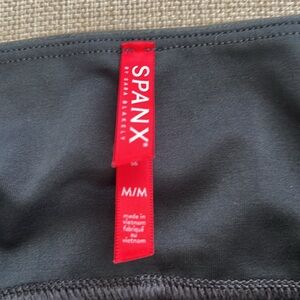 SPANX®
BY SARA BLAKELY
M/M
made in
vietnam
fabriqué
au
vietnam